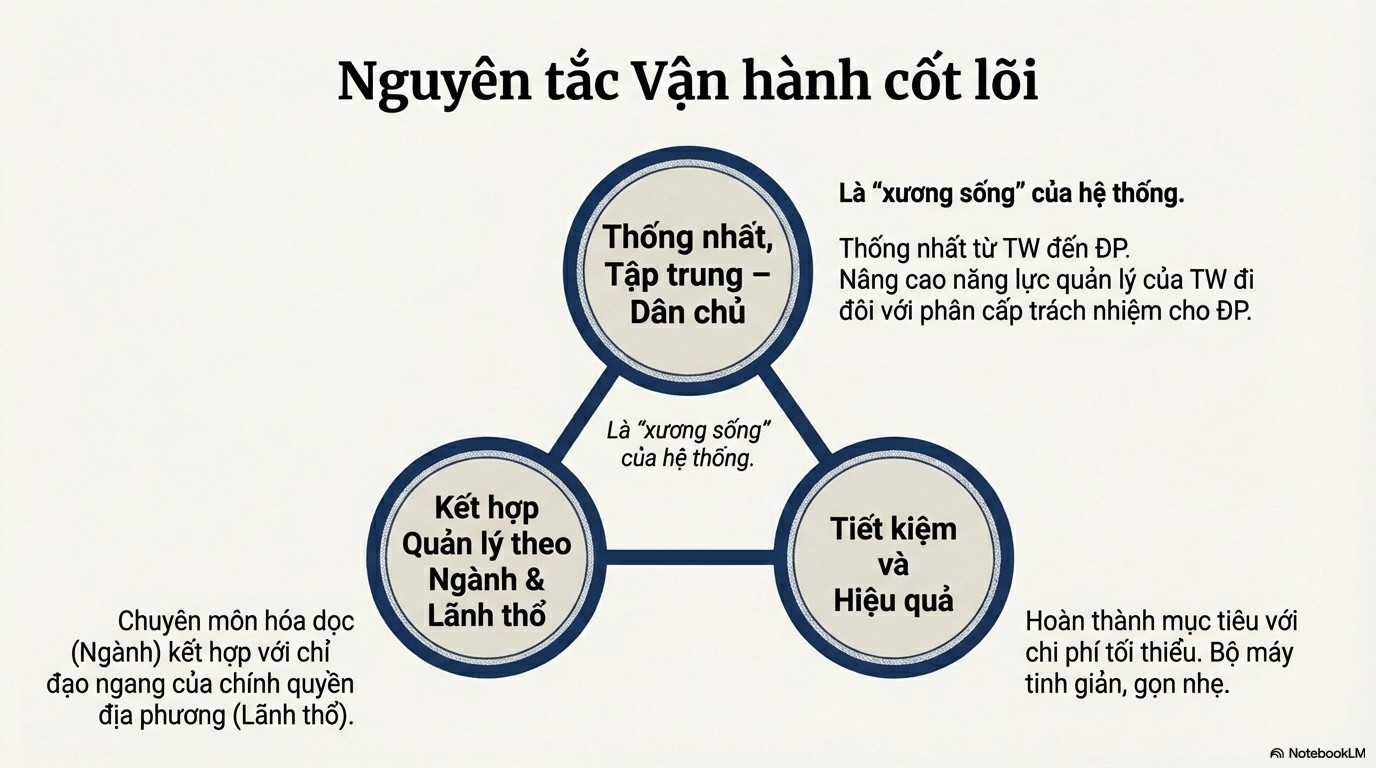 Nguyên tắc Vận hành cốt lõi
Thống nhất,
Tập trung –
Dân chủ
Là “xương sống” của hệ thống.
Thống nhất từ TW đến ĐP.
Nâng cao năng lực quản lý của TW đi
đôi với phân cấp trách nhiệm cho ĐP.
Là “xương sống”
của hệ thống.
Kết hợp
Quản lý theo
Ngành &
Lãnh thổ
Chuyên môn hóa dọc
(Ngành) kết hợp với chỉ
đạo ngang của chính quyền
địa phương (Lãnh thổ).
Tiết kiệm
và
Hiệu quả
Hoàn thành mục tiêu với
chi phí tối thiểu. Bộ máy
tinh giản, gọn nhẹ.
NotebookLM